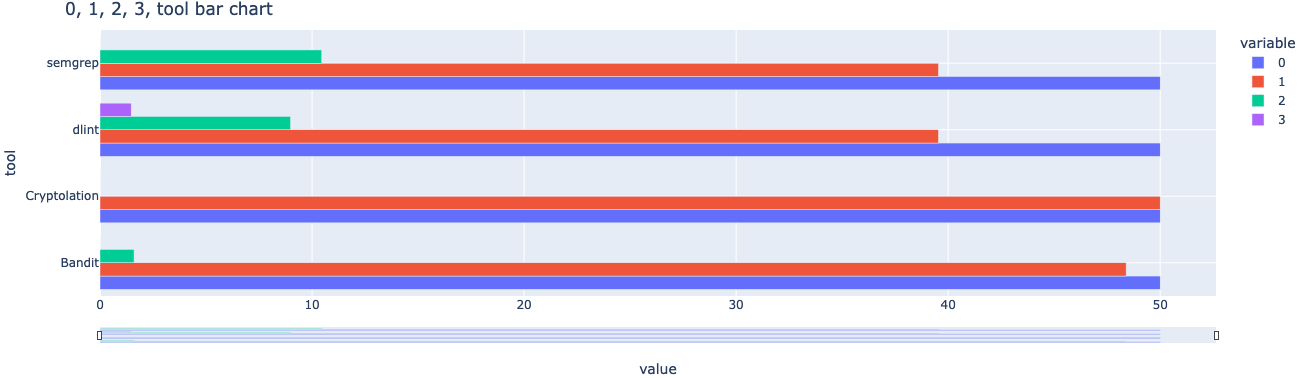 0, 1, 2, 3, tool bar chart
variable
0
1
2
3
tool
semgrep
dlint
Cryptolation
Bandit
0 10 20 30 40 50
value